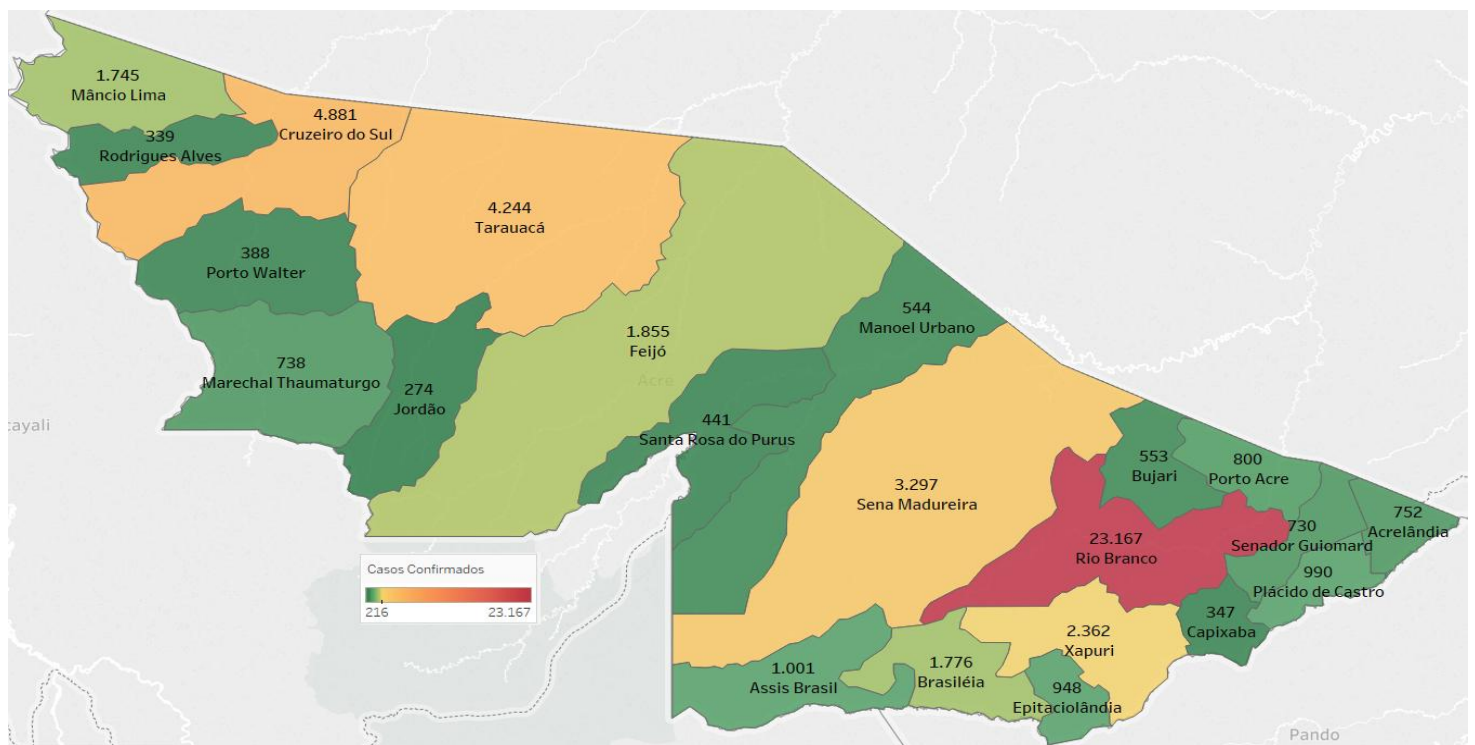 1.745
Mâncio Lima
4.881
Cruzeiro do Sul
339
Rodrigues Alves
4.244
Tarauacá
388
Porto Walter
544
Manoel Urbano
1.855
Feijó
Acre
738
Marechal Thaumaturgo
274
Jordão
cayali
441
Santa Rosa do Purus
553
Bujari
800
Porto Acre
3.297
Sena Madureira
752
Acrelândia
730
Senador Guiomard
23.167
Rio Branco
990
Plácido de Castro
Casos Confirmados
216
23.167
347
Capixaba
2.362
Xapuri
1.001
Assis Brasil
1.776
Brasiléia
948
Epitaciolândia
Pando